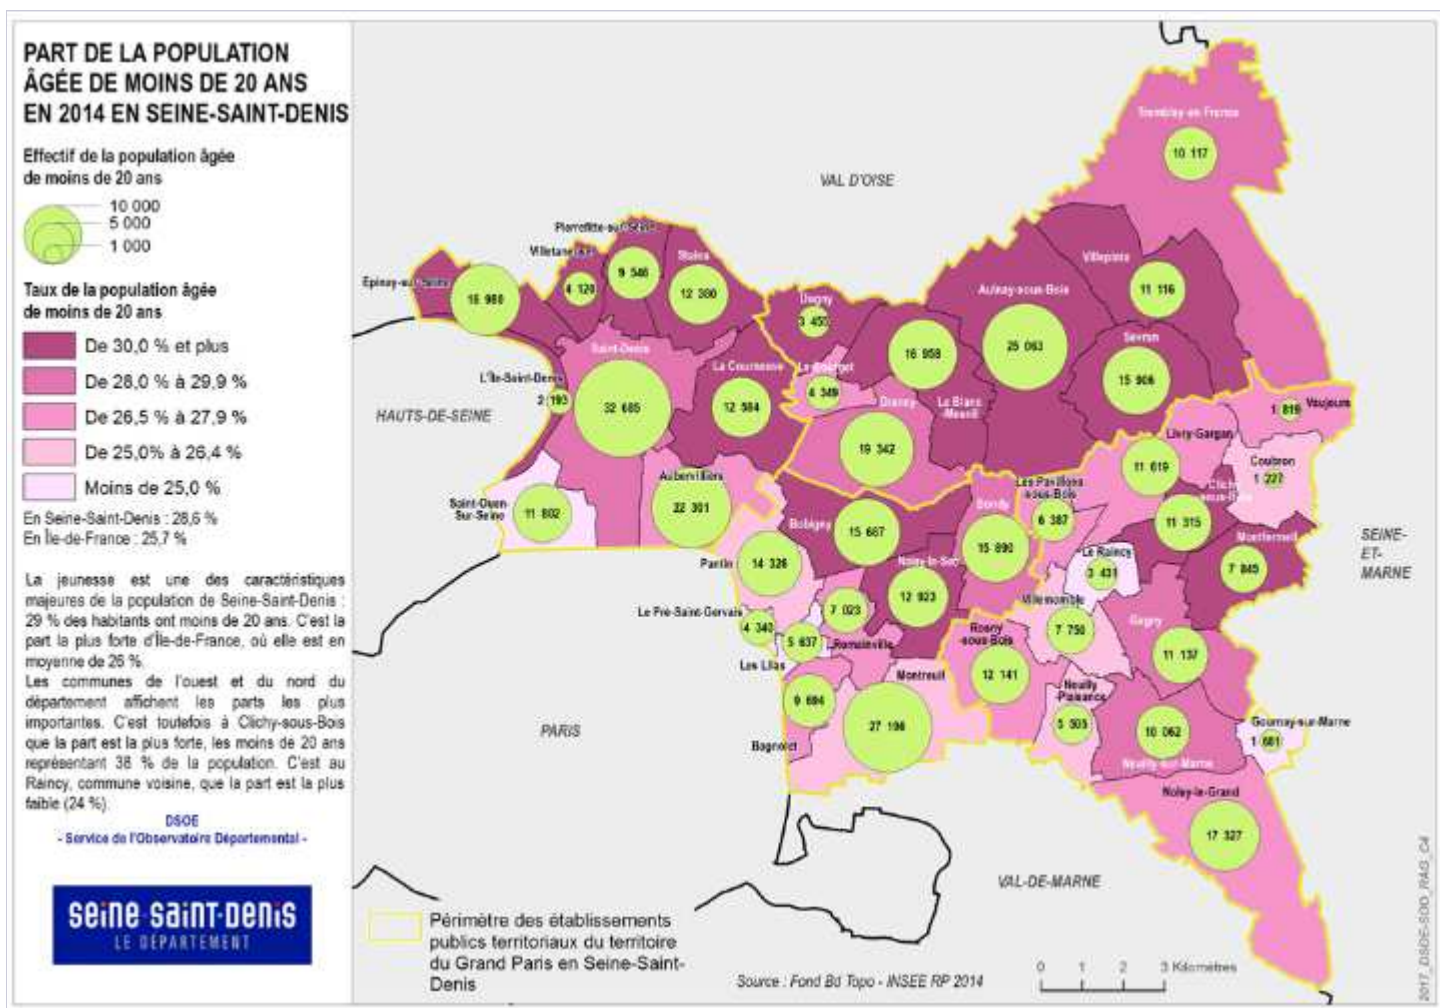 PART DE LA POPULATION
ÂGÉE DE MOINS DE 20 ANS
EN 2014 EN SEINE-SAINT-DENIS
Effectif de la population âgée
de moins de 20 ans
10 000
5 000
1 000
Taux de la population âgée
de moins de 20 ans
De 30,0 % et plus
De 28,0 % à 29,9 %
De 26,5 % à 27,9 %
De 25,0% à 26,4 %
Moins de 25,0 %
En Seine-Saint-Denis : 28,6 %
En Île-de-France : 25,7 %
La jeunesse est une des caractéristiques
majeures de la population de Seine-Saint-Denis :
29 % des habitants ont moins de 20 ans. C'est la
part la plus forte d'Île-de-France, où elle est en
moyenne de 26 %.
Les communes de l'ouest et du nord du
département affichent les parts les plus
importantes. C'est toutefois à Clichy-sous-Bois
que la part est la plus forte, les moins de 20 ans
représentant 38 % de la population. C'est au
Raincy, commune voisine, que la part est la plus
faible (24 %).
DSOE
- Service de l'Observatoire Départemental -
seine-saint-denis
LE DÉPARTEMENT
VAL D'OISE
HAUTS-DE-SEINE
PARIS
VAL-DE-MARNE
SEINE-
ET-
MARNE
Tremblay-en-France
10 117
Pierrefitte-sur-Seine
9 546
Villetaneuse
4 120
Stains
12 380
Epinay-sur-Seine
Villepinte
11 116
Dugny
Aulnay-sous-Bois
25 063
16 958
Le Blanc
-Mesnil
Sevran
15 906
Saint-Denis
32 685
La Courneuve
12 584
Le Bourget
4 349
L'Île-Saint-Denis
2 193
Drancy
19 342
Vaujours
1 819
Livry-Gargan
11 619
Coubron
1 227
Clichy
-sous-Bois
11 315
Aubervilliers
22 301
Saint-Ouen
Sur-Seine
11 802
Les Pavillons
-sous-Bois
6 387
Bobigny
15 667
Bondy
15 890
Montfermeil
7 845
Pantin
14 326
Noisy-le-Sec
12 923
Le Raincy
3 431
Le Pré-Saint-Gervais
4 340
7 023
Romainville
Villemomble
7 750
Gagny
11 137
Les Lilas
5 637
Rosny
-sous-Bois
12 141
Montreuil
27 196
Neuilly
-Plaisance
5 505
Bagnolet
9 694
10 062
Neuilly-sur-Marne
Gournay-sur-Marne
Noisy-le-Grand
17 327
Périmètre des établissements
publics territoriaux du territoire
du Grand Paris en Seine-Saint-
Denis
Source : Fond Bd Topo - INSEE RP 2014
0 1 2 3 Kilomètres
2017_DSOE-SOD_RAG_C4